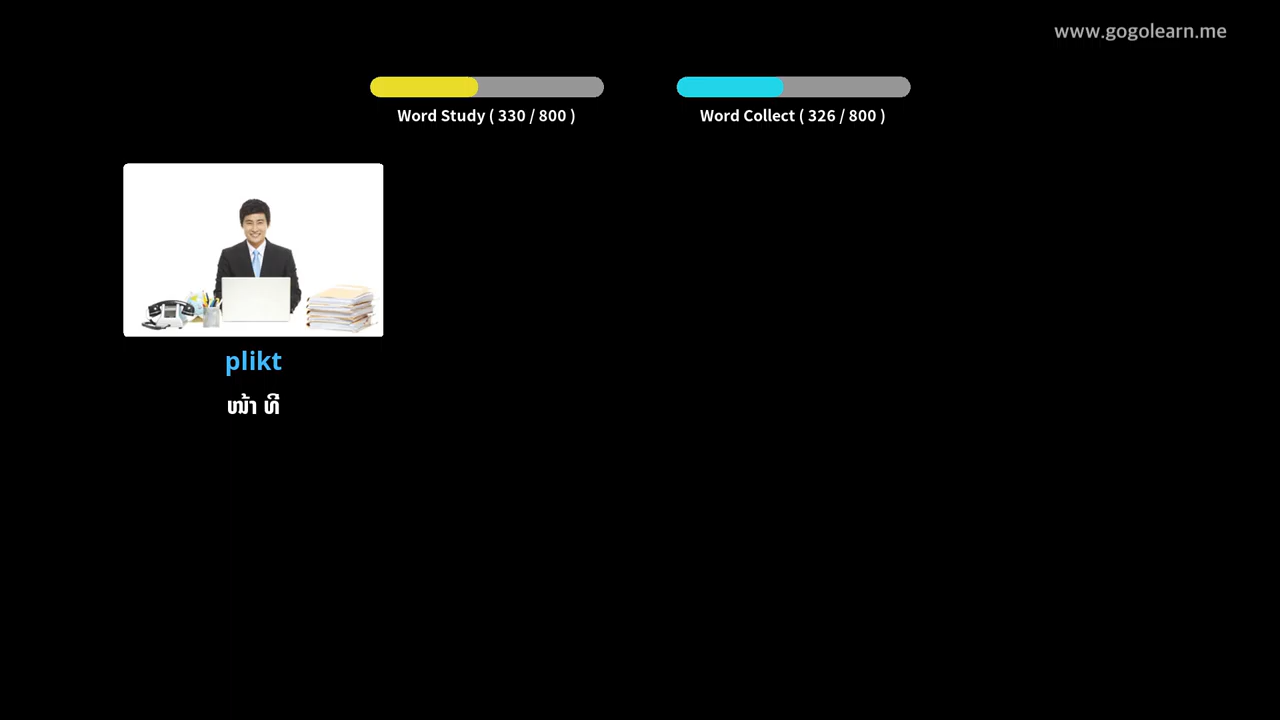 www.gogolearn.me
Word Study ( 330 / 800 )
Word Collect ( 326 / 800 )
plikt
ໜ້າ ທີ